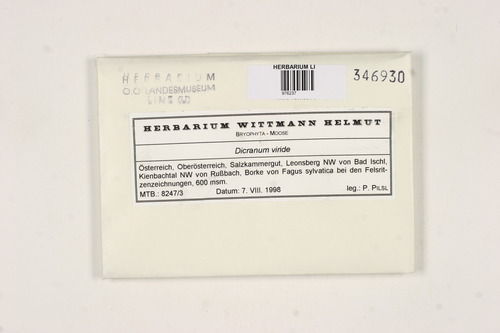 HERBARIUM
O.Ö. LANDESMUSEUM
LINZ
HERBARIUM LI
346930
HERBARIUM WITTMANN HELMUT
BRYOPHYTA - MOOSE
Dicranum viride
Österreich, Oberösterreich, Salzkammergut, Leonsberg NW von Bad Ischl,
Kienbachtal NW von Rußbach, Borke von Fagus sylvatica bei den Felsrit-
zenzeichnungen, 600 msm.
MTB.: 8247/3 Datum: 7. VIII. 1998 leg.: P. PILSL